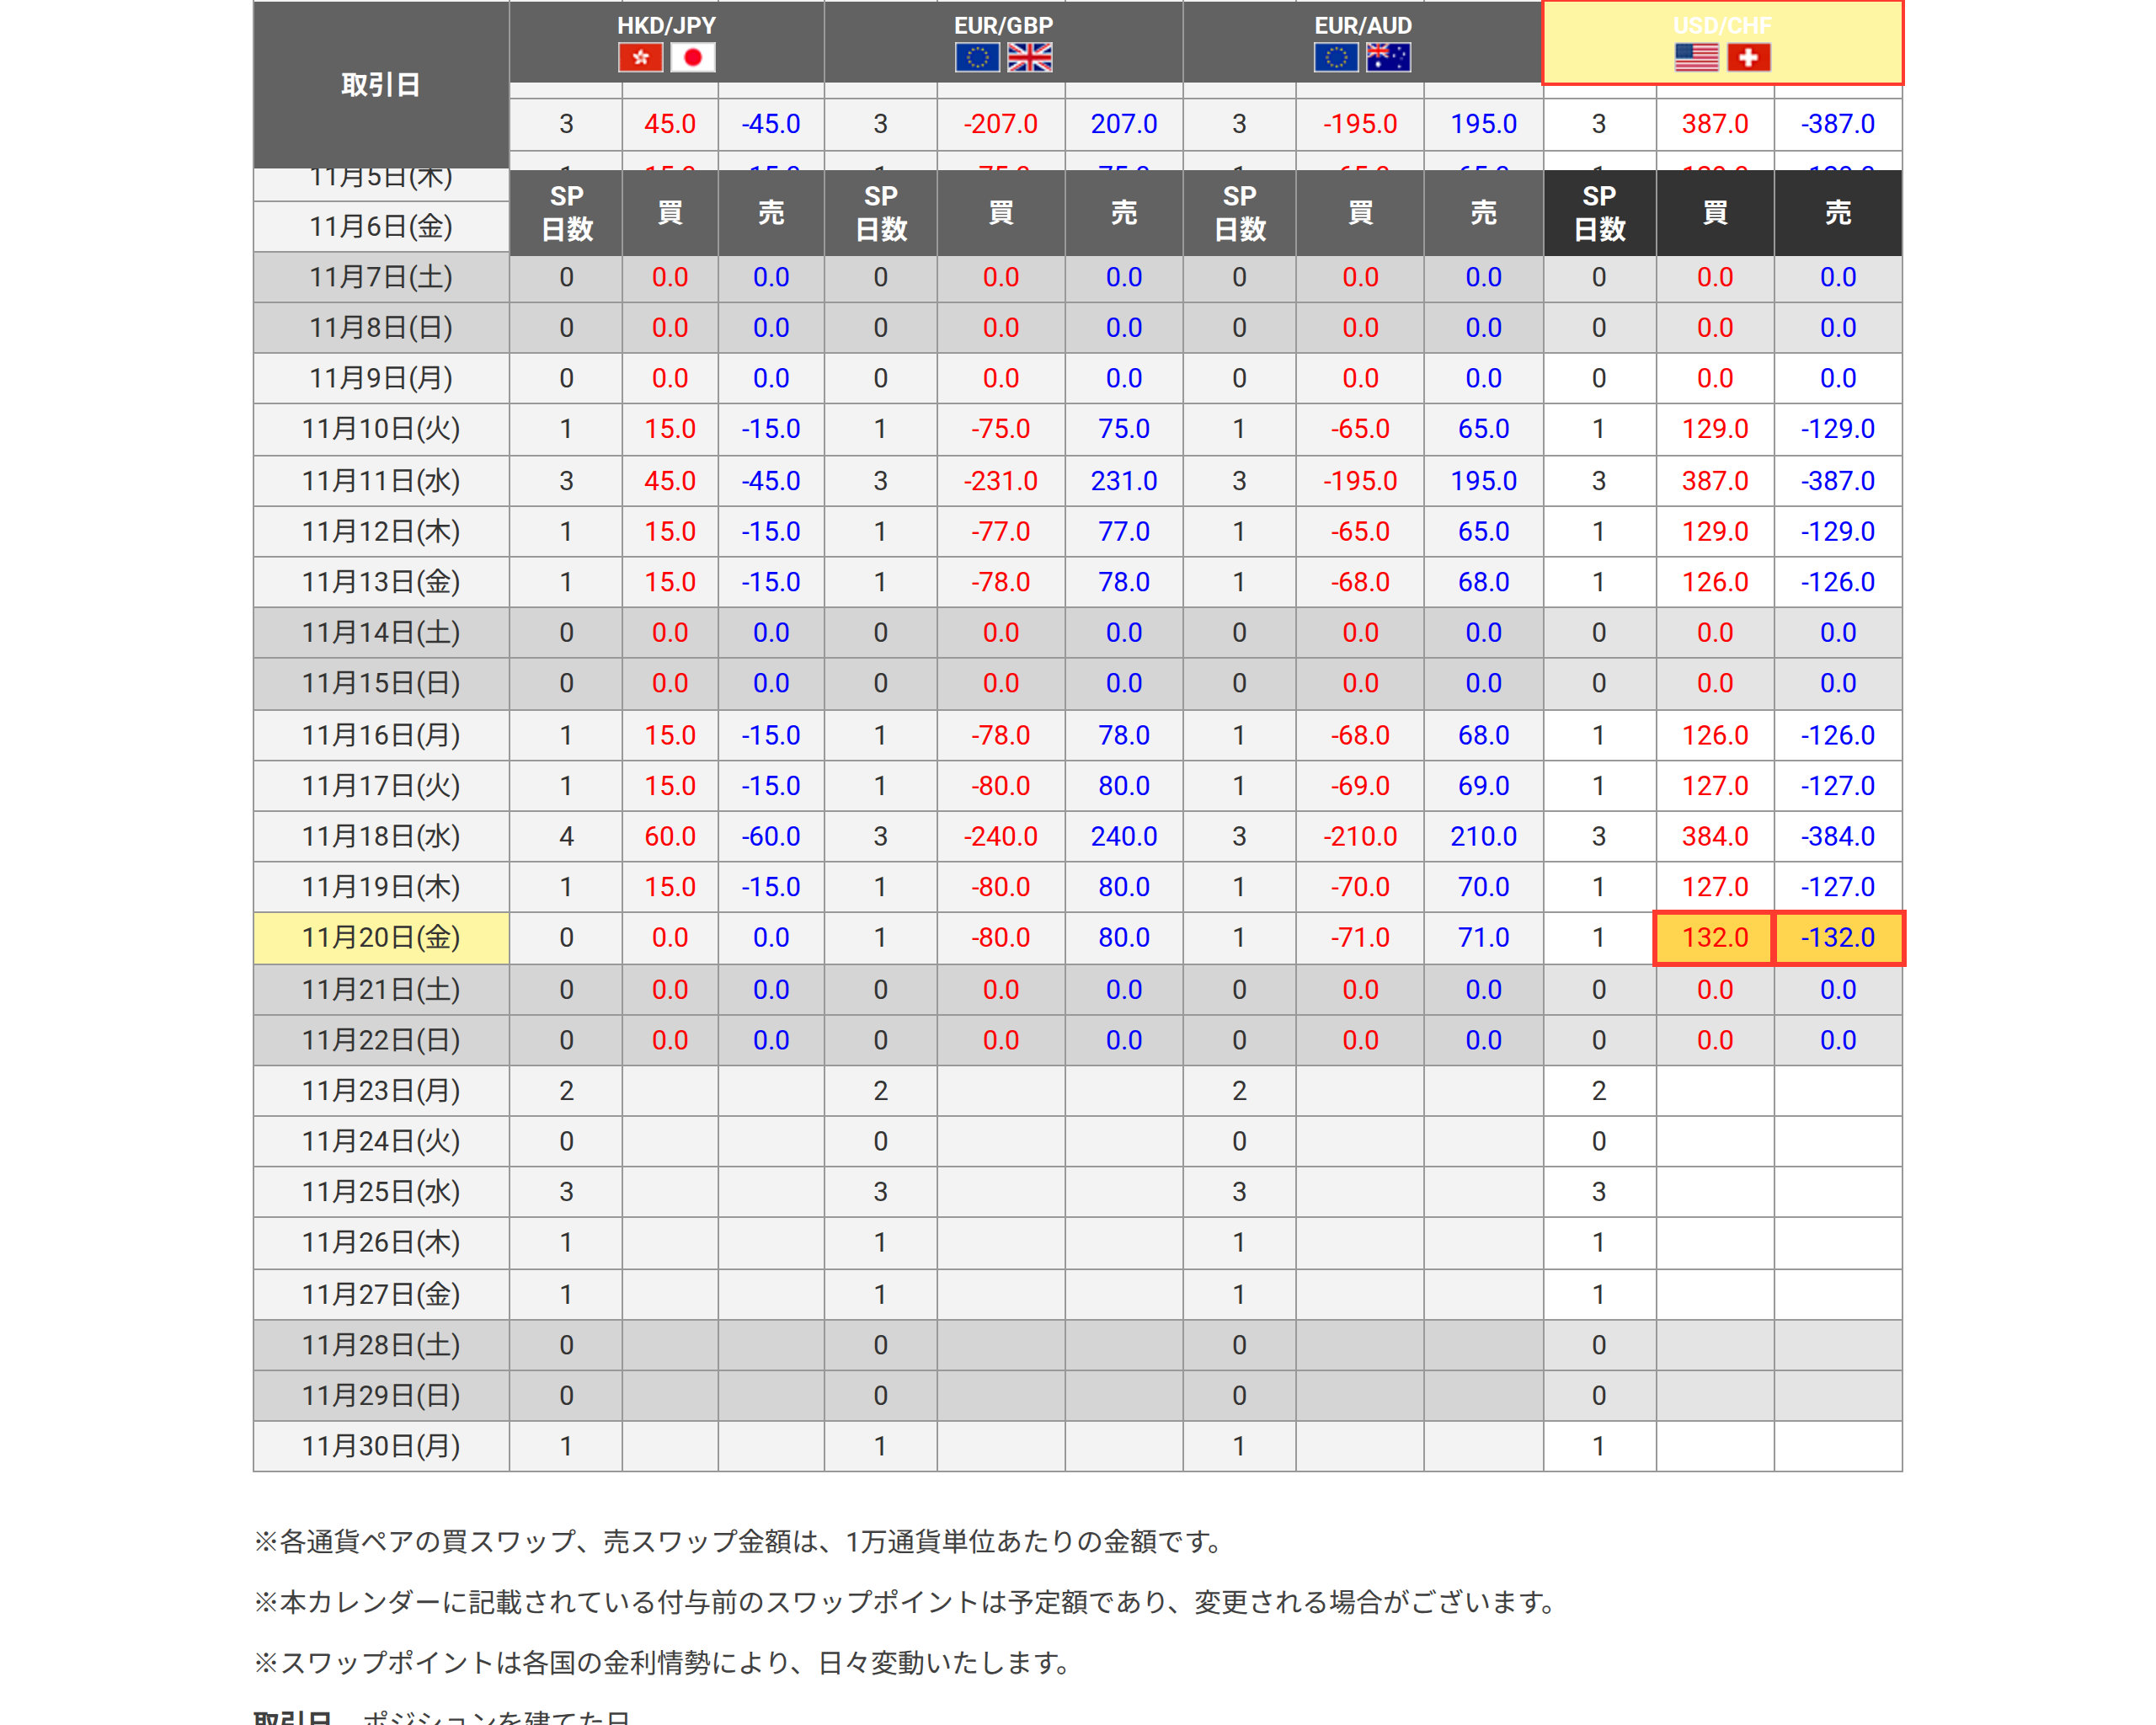 取引日 HKD/JPY EUR/GBP EUR/AUD USD/CHF
3 45.0 -45.0 3 -207.0 207.0 3 -195.0 195.0 3 387.0 -387.0
11月5日(木)
SP日数 買 売 SP日数 買 売 SP日数 買 売 SP日数 買 売
11月6日(金)
11月7日(土) 0 0.0 0.0 0 0.0 0.0 0 0.0 0.0 0 0.0 0.0
11月8日(日) 0 0.0 0.0 0 0.0 0.0 0 0.0 0.0 0 0.0 0.0
11月9日(月) 0 0.0 0.0 0 0.0 0.0 0 0.0 0.0 0 0.0 0.0
11月10日(火) 1 15.0 -15.0 1 -75.0 75.0 1 -65.0 65.0 1 129.0 -129.0
11月11日(水) 3 45.0 -45.0 3 -231.0 231.0 3 -195.0 195.0 3 387.0 -387.0
11月12日(木) 1 15.0 -15.0 1 -77.0 77.0 1 -65.0 65.0 1 129.0 -129.0
11月13日(金) 1 15.0 -15.0 1 -78.0 78.0 1 -68.0 68.0 1 126.0 -126.0
11月14日(土) 0 0.0 0.0 0 0.0 0.0 0 0.0 0.0 0 0.0 0.0
11月15日(日) 0 0.0 0.0 0 0.0 0.0 0 0.0 0.0 0 0.0 0.0
11月16日(月) 1 15.0 -15.0 1 -78.0 78.0 1 -68.0 68.0 1 126.0 -126.0
11月17日(火) 1 15.0 -15.0 1 -80.0 80.0 1 -69.0 69.0 1 127.0 -127.0
11月18日(水) 4 60.0 -60.0 3 -240.0 240.0 3 -210.0 210.0 3 384.0 -384.0
11月19日(木) 1 15.0 -15.0 1 -80.0 80.0 1 -70.0 70.0 1 127.0 -127.0
11月20日(金) 0 0.0 0.0 1 -80.0 80.0 1 -71.0 71.0 1 132.0 -132.0
11月21日(土) 0 0.0 0.0 0 0.0 0.0 0 0.0 0.0 0 0.0 0.0
11月22日(日) 0 0.0 0.0 0 0.0 0.0 0 0.0 0.0 0 0.0 0.0
11月23日(月) 2 2 2 2
11月24日(火) 0 0 0 0
11月25日(水) 3 3 3 3
11月26日(木) 1 1 1 1
11月27日(金) 1 1 1 1
11月28日(土) 0 0 0 0
11月29日(日) 0 0 0 0
11月30日(月) 1 1 1 1
※各通貨ペアの買スワップ、売スワップ金額は、1万通貨単位あたりの金額です。
※本カレンダーに記載されている付与前のスワップポイントは予定額であり、変更される場合がございます。
※スワップポイントは各国の金利情勢により、日々変動いたします。
取引日 ポジションを建てた日